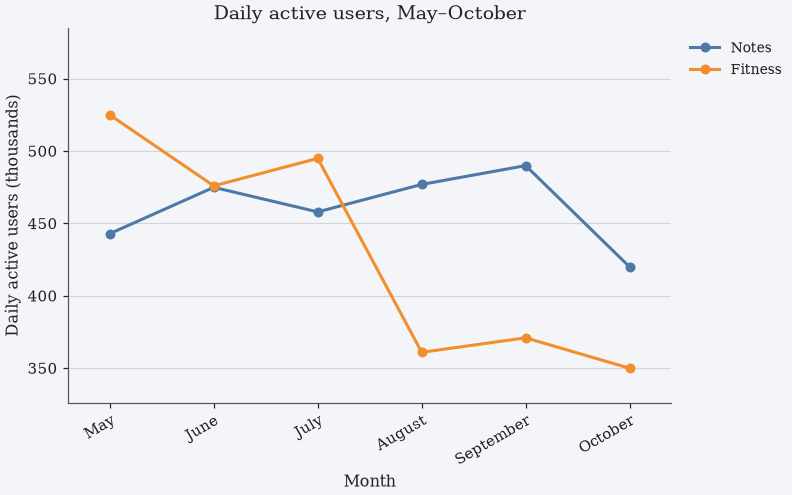 Daily active users, May–October
Notes
Fitness
Daily active users (thousands)
550
500
450
400
350
May
June
July
August
September
October
Month